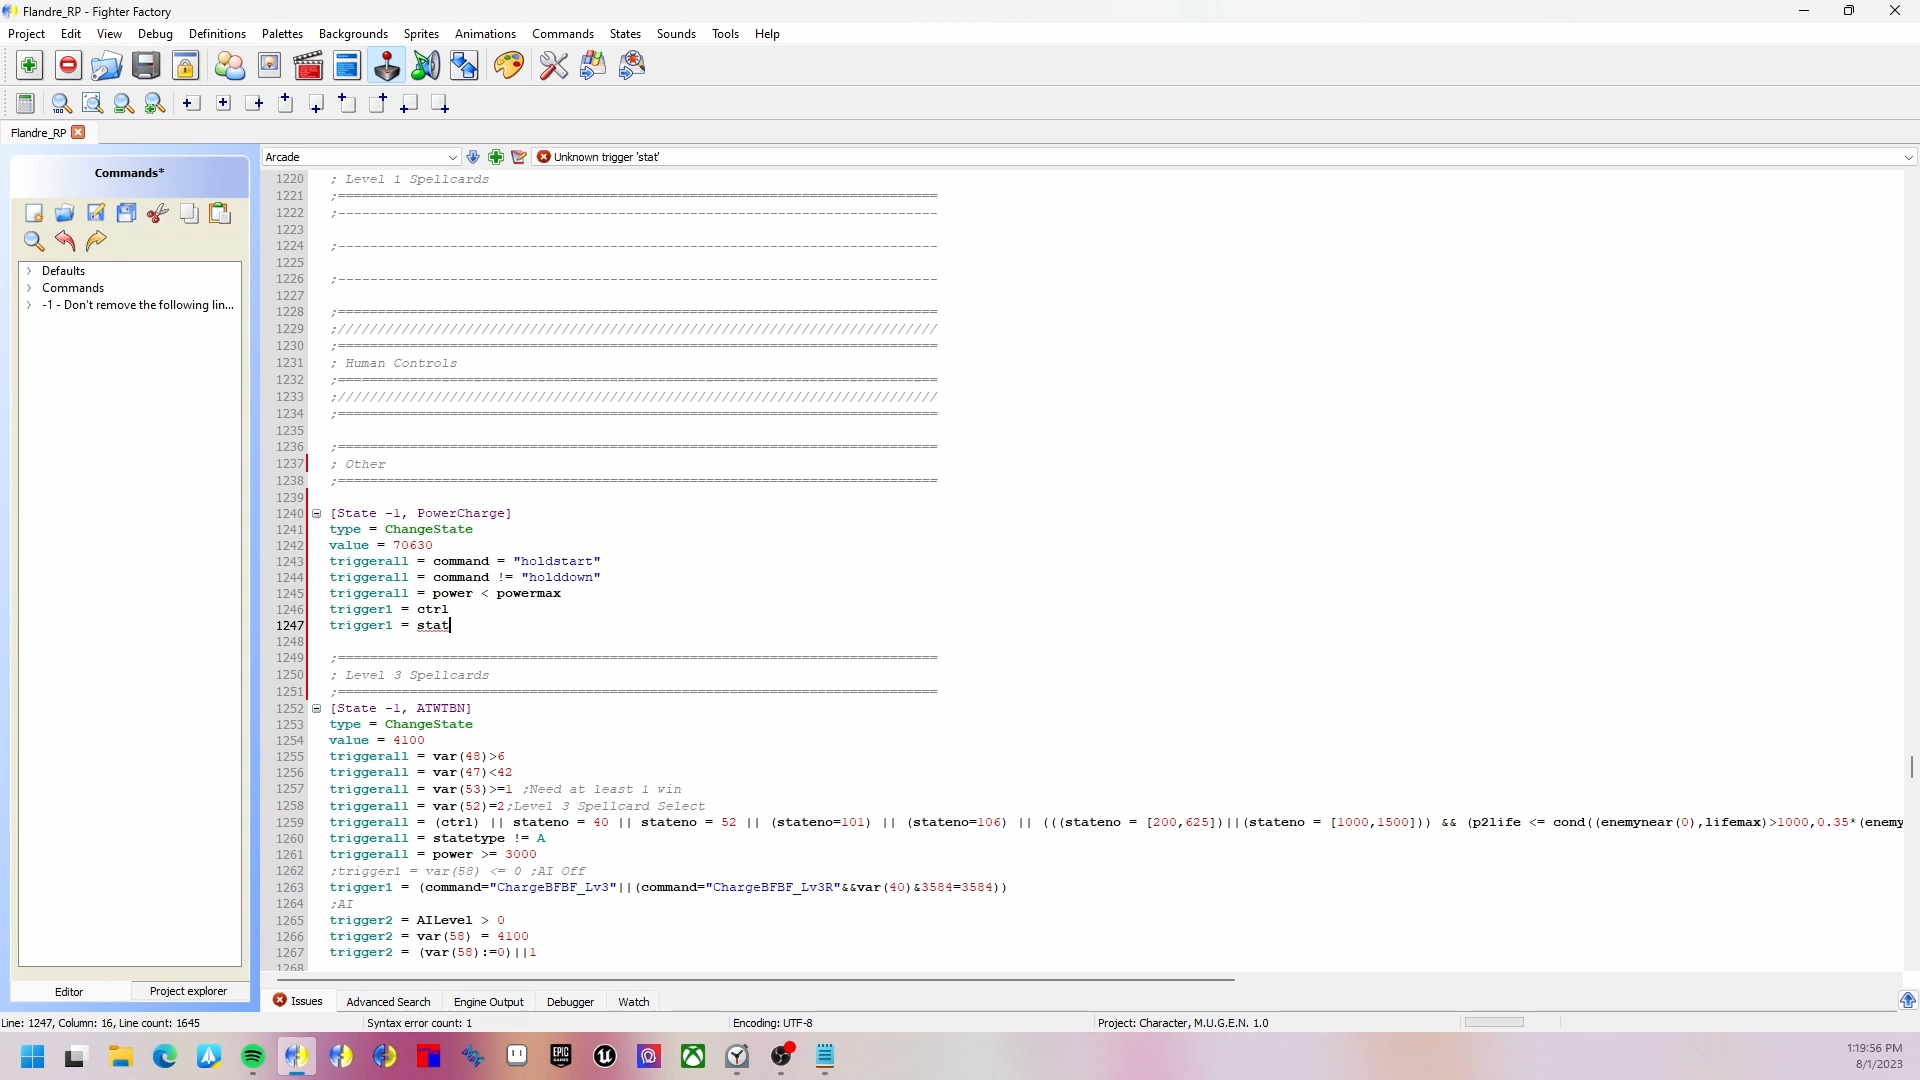 Flandre_RP - Fighter Factory
Project Edit View Debug Definitions Palettes Backgrounds Sprites Animations Commands States Sounds Tools Help
Flandre_RP
Commands*
Arcade
Unknown trigger 'stat'
Defaults
Commands
-1 - Don't remove the following lin...
1220 ; Level 1 Spellcards
1221 ;===========================================================================
1222 ;---------------------------------------------------------------------------
1223
1224 ;---------------------------------------------------------------------------
1225
1226 ;---------------------------------------------------------------------------
1227
1228 ;===========================================================================
1229 ;///////////////////////////////////////////////////////////////////////////
1230 ;===========================================================================
1231 ; Human Controls
1232 ;===========================================================================
1233 ;///////////////////////////////////////////////////////////////////////////
1234 ;===========================================================================
1235
1236 ;===========================================================================
1237 ; Other
1238 ;===========================================================================
1239
1240 [State -1, PowerCharge]
1241 type = ChangeState
1242 value = 70630
1243 triggerall = command = "holdstart"
1244 triggerall = command != "holddown"
1245 triggerall = power < powermax
1246 trigger1 = ctrl
1247 trigger1 = stat
1248
1249 ;===========================================================================
1250 ; Level 3 Spellcards
1251 ;===========================================================================
1252 [State -1, ATWTBN]
1253 type = ChangeState
1254 value = 4100
1255 triggerall = var(48)>6
1256 triggerall = var(47)<42
1257 triggerall = var(53)>=1 ;Need at least 1 win
1258 triggerall = var(52)=2;Level 3 Spellcard Select
1259 triggerall = (ctrl) || stateno = 40 || stateno = 52 || (stateno=101) || (stateno=106) || (((stateno = [200,625])||(stateno = [1000,1500])) && (p2life <= cond((enemynear(0),lifemax)>1000,0.35*(enemy
1260 triggerall = statetype != A
1261 triggerall = power >= 3000
1262 ;trigger1 = var(58) <= 0 ;AI Off
1263 trigger1 = (command="ChargeBFBF_Lv3"||(command="ChargeBFBF_Lv3R"&&var(40)&3584=3584))
1264 ;AI
1265 trigger2 = AILevel > 0
1266 trigger2 = var(58) = 4100
1267 trigger2 = (var(58):=0)||1
1268
Editor Project explorer
Issues Advanced Search Engine Output Debugger Watch
Line: 1247, Column: 16, Line count: 1645 Syntax error count: 1 Encoding: UTF-8 Project: Character, M.U.G.E.N. 1.0
EPIC GAMES
1:19:56 PM
8/1/2023